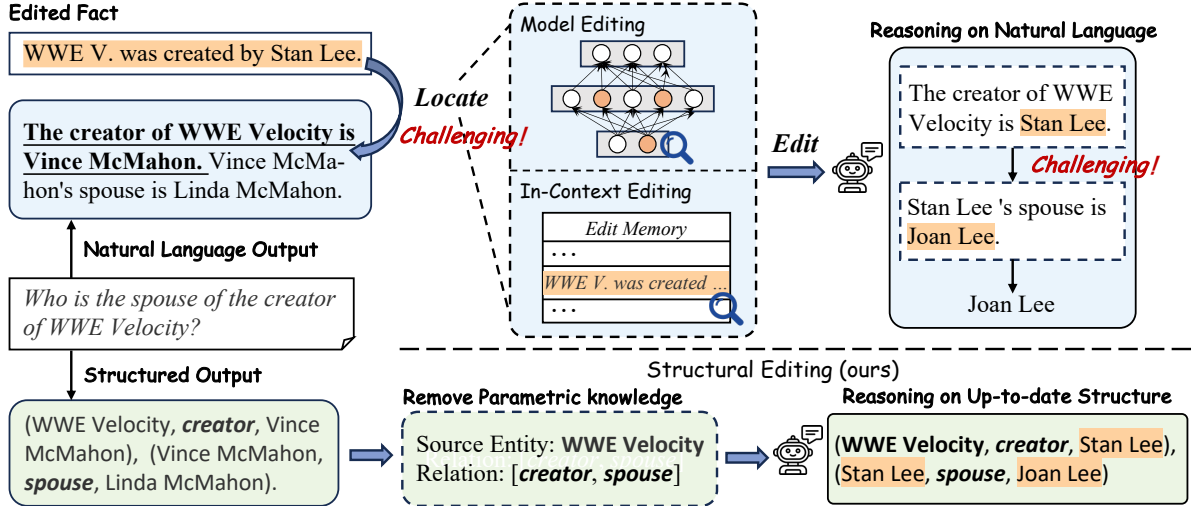 Edited Fact
WWE V. was created by Stan Lee.
The creator of WWE Velocity is
Vince McMahon. Vince McMa-
hon's spouse is Linda McMahon.
Natural Language Output
Who is the spouse of the creator
of WWE Velocity?
Structured Output
(WWE Velocity, creator, Vince
McMahon), (Vince McMahon,
spouse, Linda McMahon).
Locate
Challenging!
Model Editing
In-Context Editing
Edit Memory
...
WWE V. was created ...
...
Edit
Reasoning on Natural Language
The creator of WWE
Velocity is Stan Lee.
Challenging!
Stan Lee 's spouse is
Joan Lee.
Joan Lee
Structural Editing (ours)
Remove Parametric knowledge
Source Entity: WWE Velocity
Relation: [creator, spouse]
Relation: [creator, spouse]
Reasoning on Up-to-date Structure
(WWE Velocity, creator, Stan Lee),
(Stan Lee, spouse, Joan Lee)